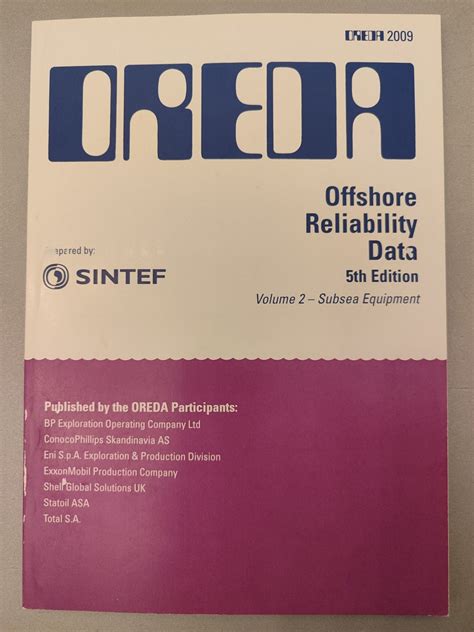 OREDA 2009
OREDA
Offshore
Reliability
Data
5th Edition
Volume 2 – Subsea Equipment
Prepared by:
SINTEF
Published by the OREDA Participants:
BP Exploration Operating Company Ltd
ConocoPhillips Skandinavia AS
Eni S.p.A. Exploration & Production Division
ExxonMobil Production Company
Shell Global Solutions UK
Statoil ASA
Total S.A.